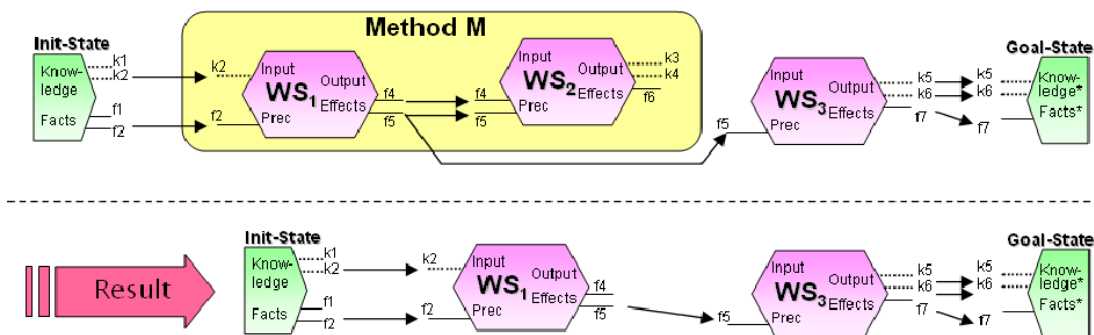 Method M
Init-State
Know-
ledge
Facts
k1
k2
f1
f2
k2
f2
Input
Output
WS1
Effects
Prec
f4
f5
f4
f5
Input
Output
WS2
Effects
Prec
k3
k4
f6
f5
Input
Output
WS3
Effects
Prec
k5
k6
f7
k5
k6
f7
Goal-State
Know-
ledge*
Facts*
Result
Init-State
Know-
ledge
Facts
k1
k2
f1
f2
k2
f2
Input
Output
WS1
Effects
Prec
f4
f5
f5
Input
Output
WS3
Effects
Prec
k5
k6
f7
k5
k6
f7
Goal-State
Know-
ledge*
Facts*